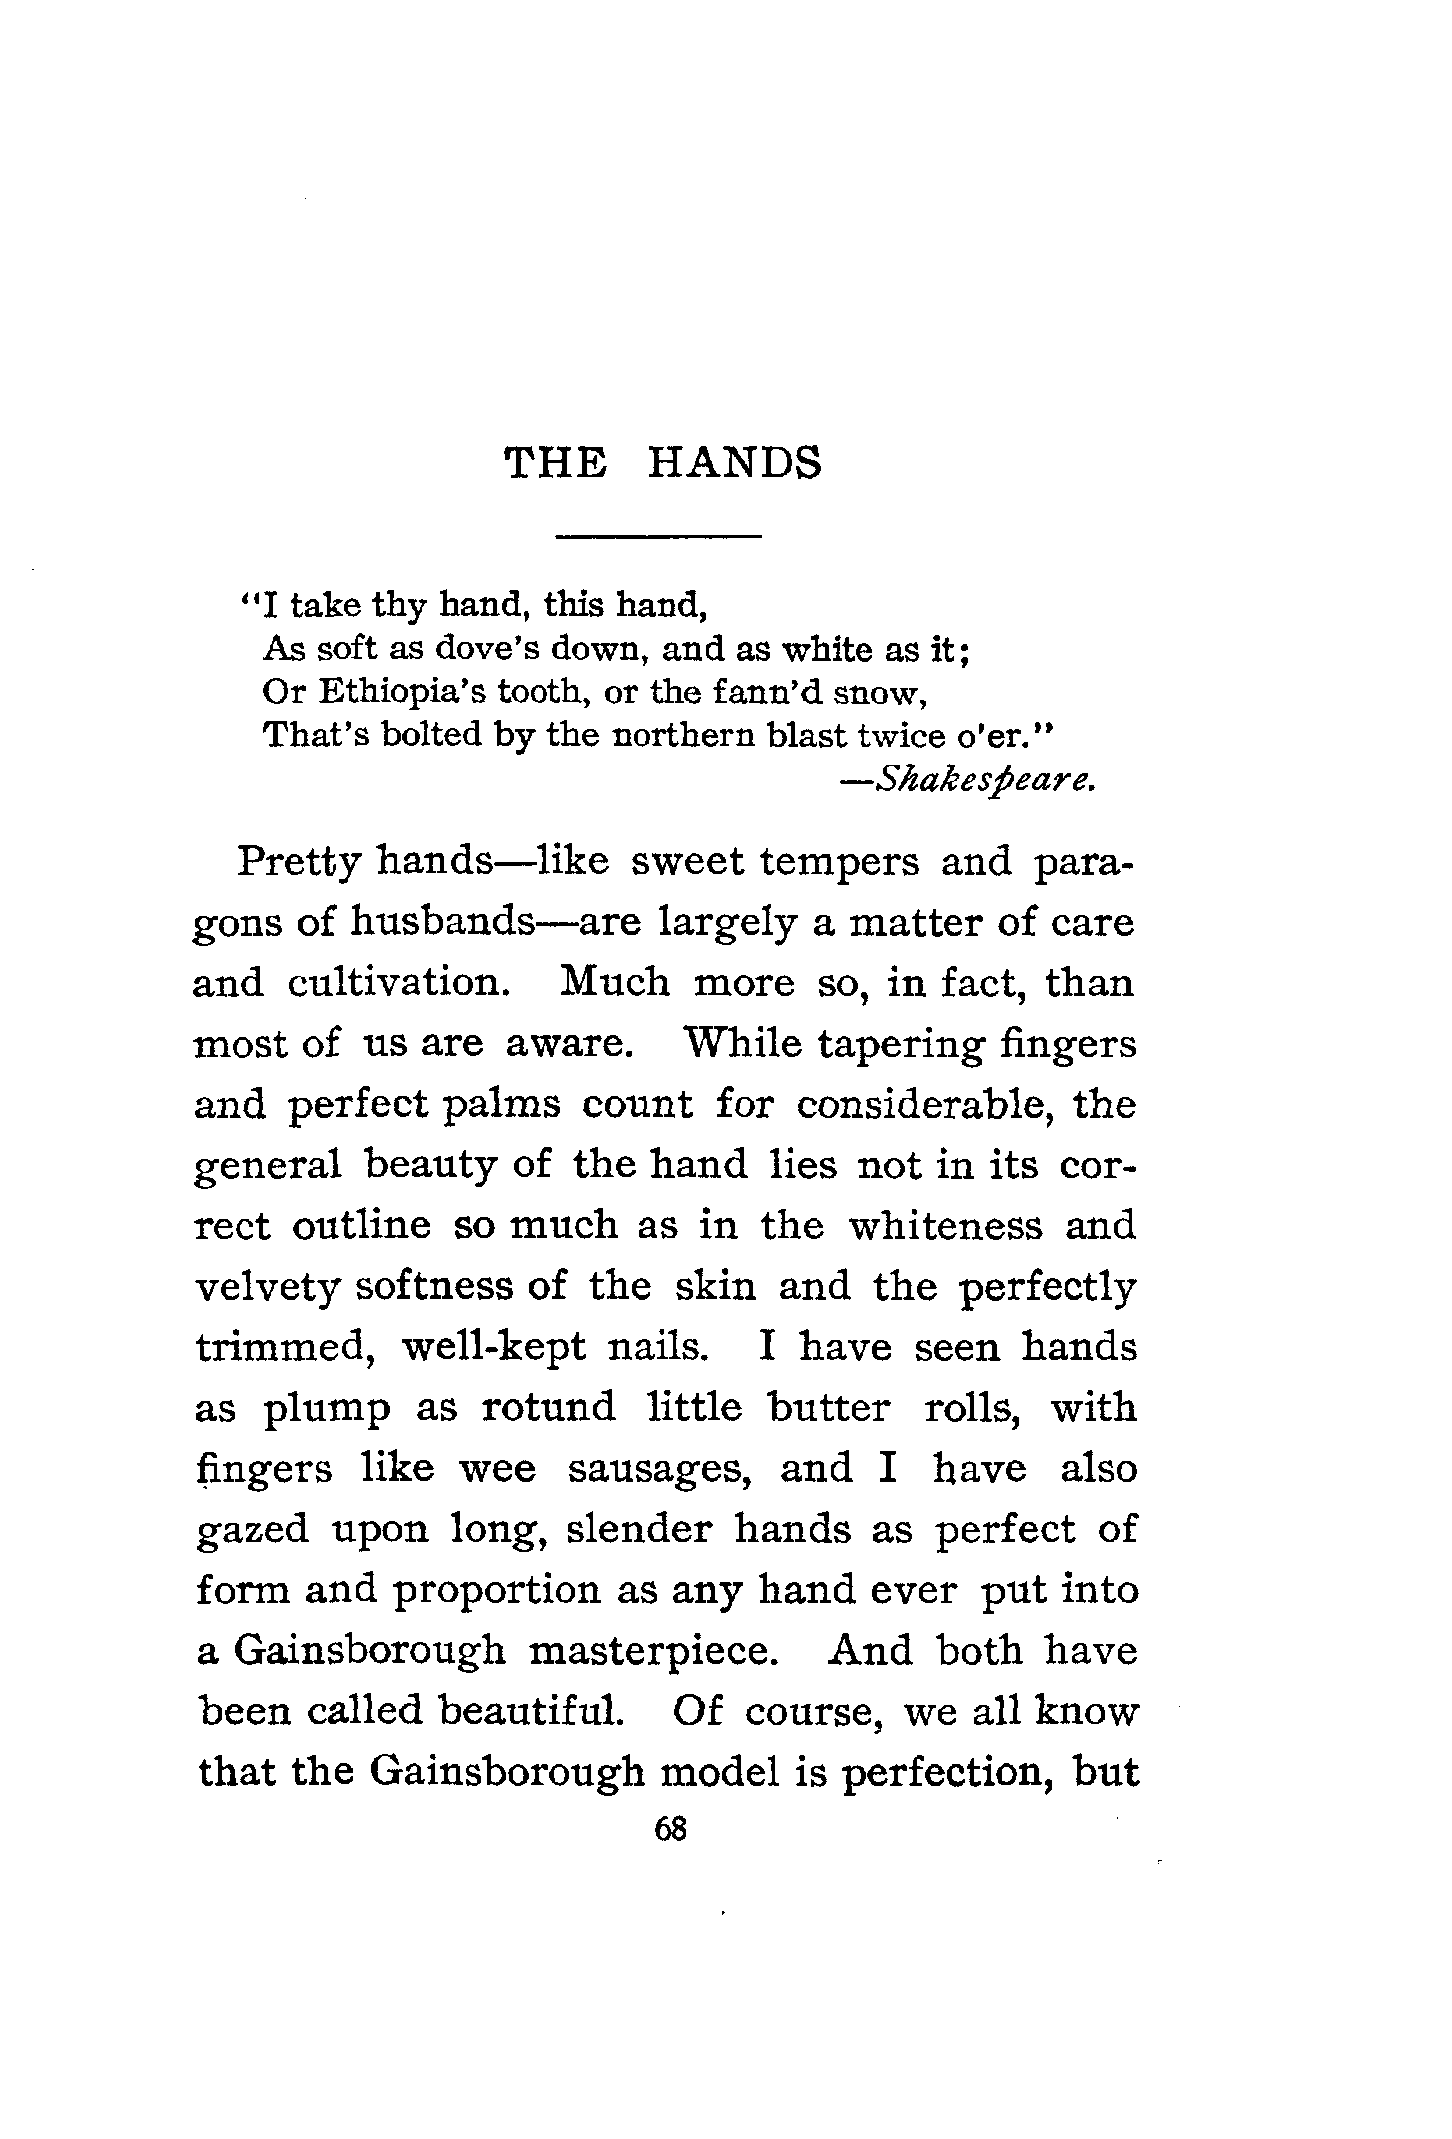 THE HANDS
"I take thy hand, this hand,
As soft as dove's down, and as white as it;
Or Ethiopia's tooth, or the fann'd snow,
That's bolted by the northern blast twice o'er."
—Shakespeare.
Pretty hands—like sweet tempers and para-
gons of husbands—are largely a matter of care
and cultivation. Much more so, in fact, than
most of us are aware. While tapering fingers
and perfect palms count for considerable, the
general beauty of the hand lies not in its cor-
rect outline so much as in the whiteness and
velvety softness of the skin and the perfectly
trimmed, well-kept nails. I have seen hands
as plump as rotund little butter rolls, with
fingers like wee sausages, and I have also
gazed upon long, slender hands as perfect of
form and proportion as any hand ever put into
a Gainsborough masterpiece. And both have
been called beautiful. Of course, we all know
that the Gainsborough model is perfection, but
68